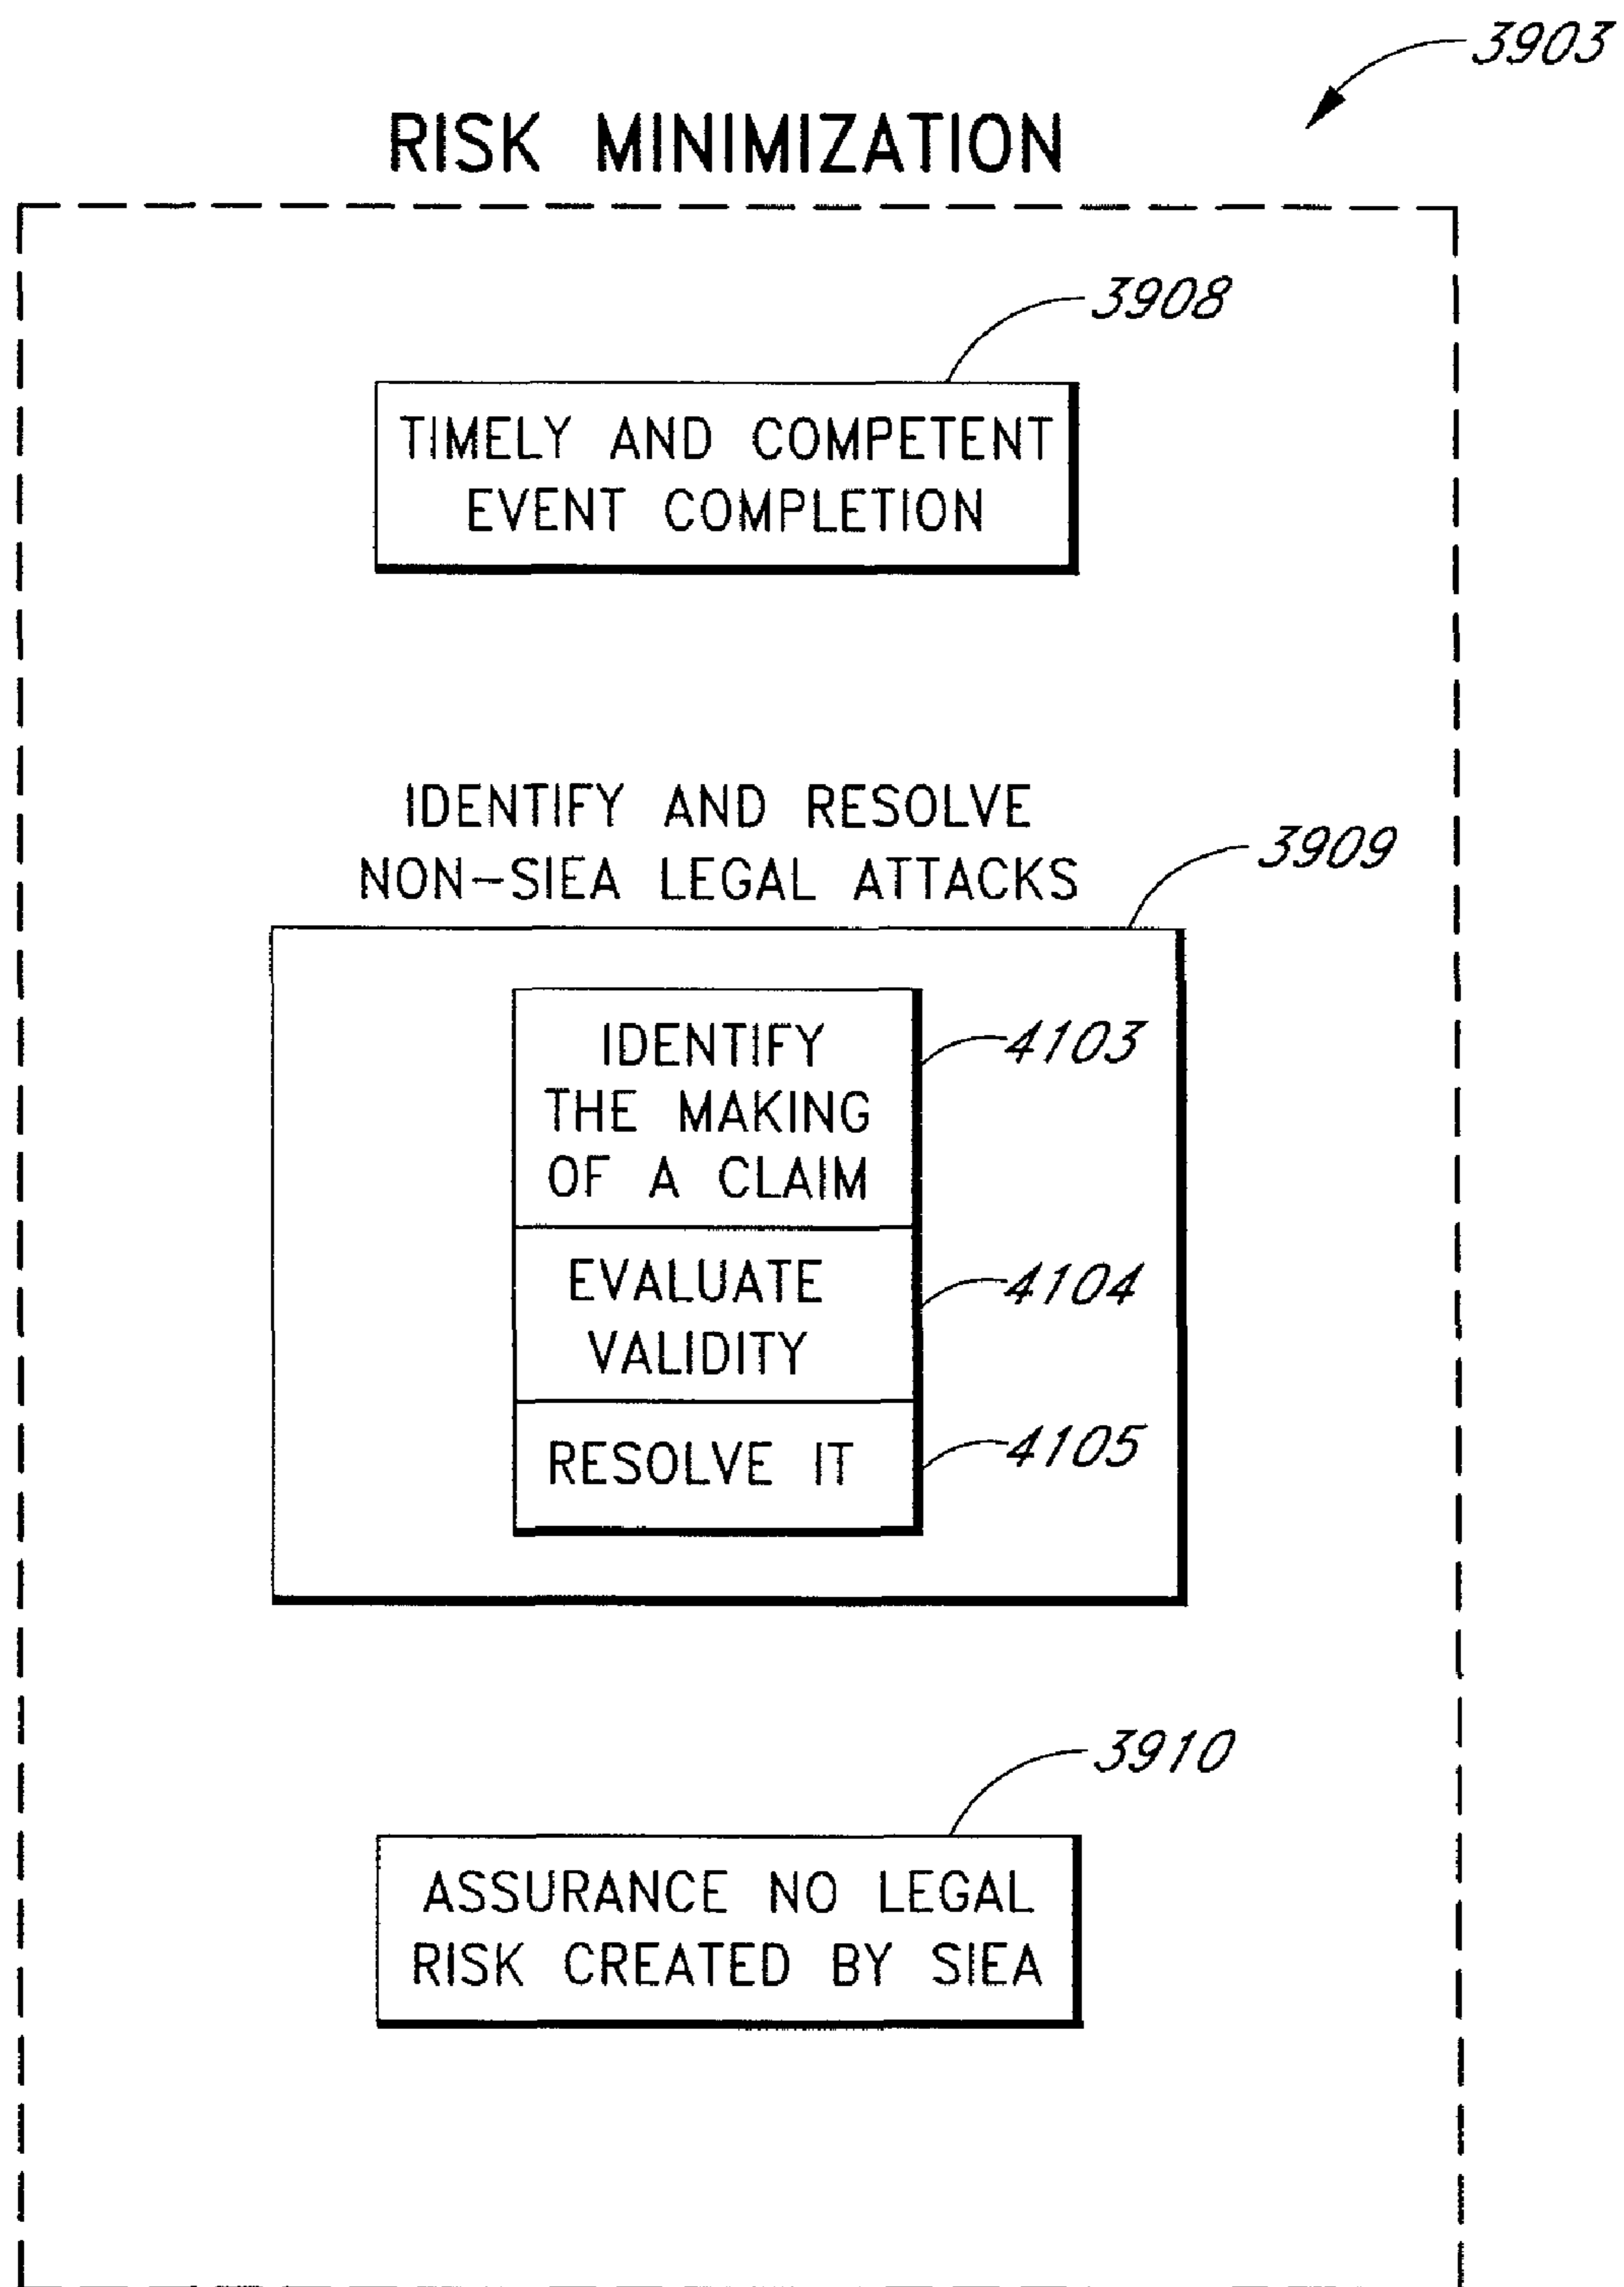 3903
RISK MINIMIZATION
3908
TIMELY AND COMPETENT
EVENT COMPLETION
IDENTIFY AND RESOLVE
NON-SIEA LEGAL ATTACKS
3909
IDENTIFY
THE MAKING
OF A CLAIM
4103
EVALUATE
VALIDITY
4104
RESOLVE IT
4105
3910
ASSURANCE NO LEGAL
RISK CREATED BY SIEA